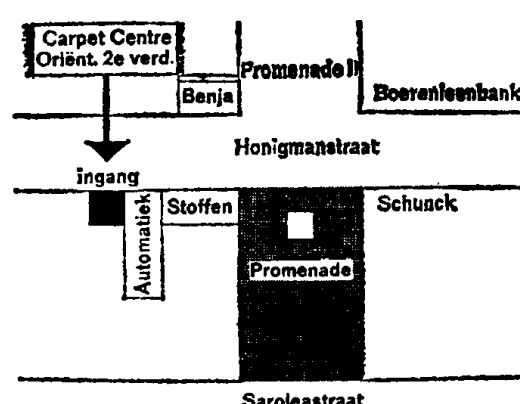 Carpet Centre
Oriënt. 2e verd.
Benja
Promenade II
Boerenleenbank
Honigmanstraat
ingang
Automatiek
Stoffen
Schunck
Promenade
Saroleastraat